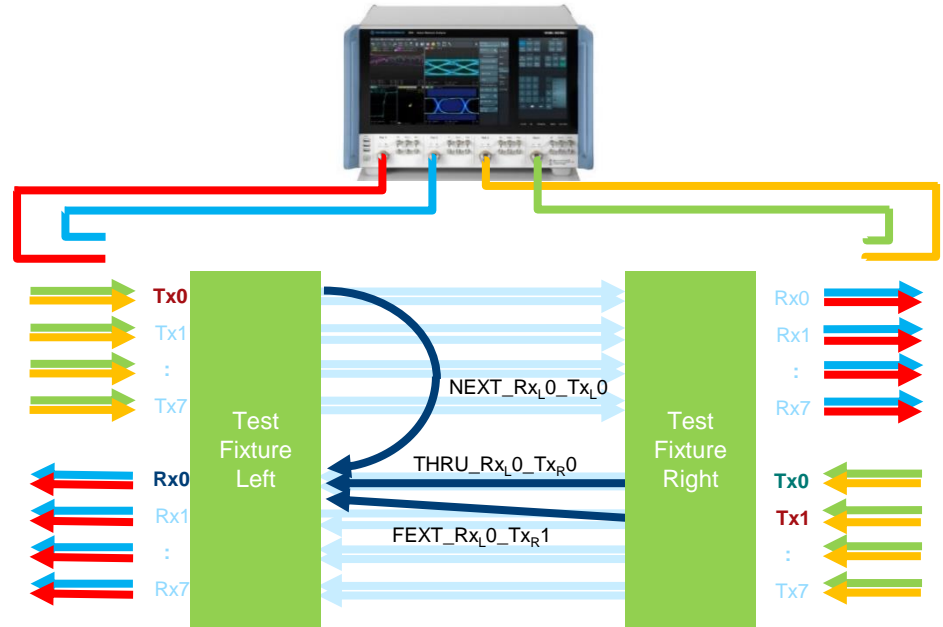 Tx0
Tx1
:
Tx7
Rx0
Rx1
:
Rx7
Test
Fixture
Left
NEXT_RxL0_TxL0
THRU_RxL0_TxR0
FEXT_RxL0_TxR1
Test
Fixture
Right
Rx0
Rx1
:
Rx7
Tx0
Tx1
:
Tx7